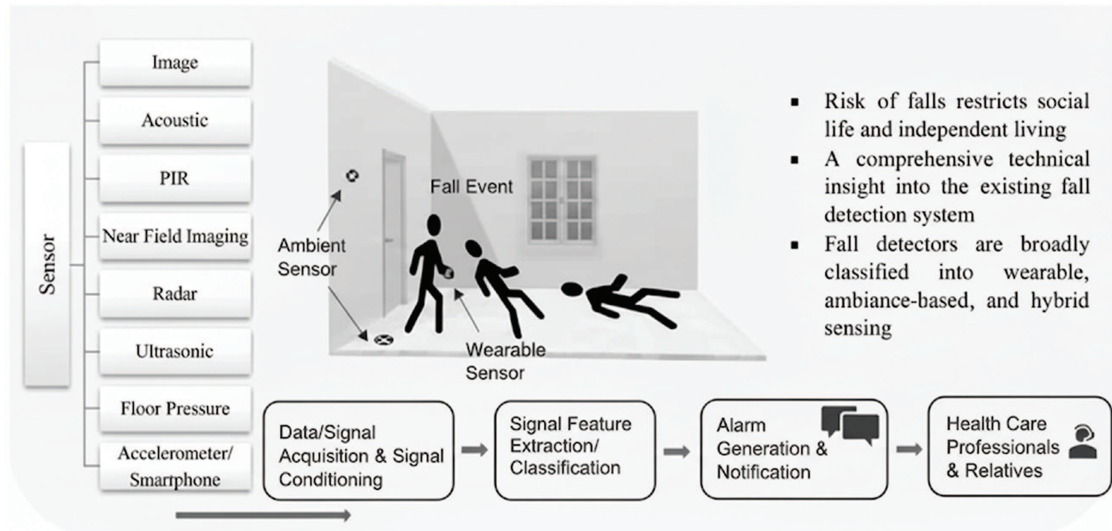 Sensor
Image
Acoustic
PIR
Near Field Imaging
Radar
Ultrasonic
Floor Pressure
Accelerometer/
Smartphone
Fall Event
Ambient
Sensor
Wearable
Sensor
▪ Risk of falls restricts social
life and independent living
▪ A comprehensive technical
insight into the existing fall
detection system
▪ Fall detectors are broadly
classified into wearable,
ambiance-based, and hybrid
sensing
Data/Signal
Acquisition & Signal
Conditioning
Signal Feature
Extraction/
Classification
Alarm
Generation &
Notification
Health Care
Professionals
& Relatives